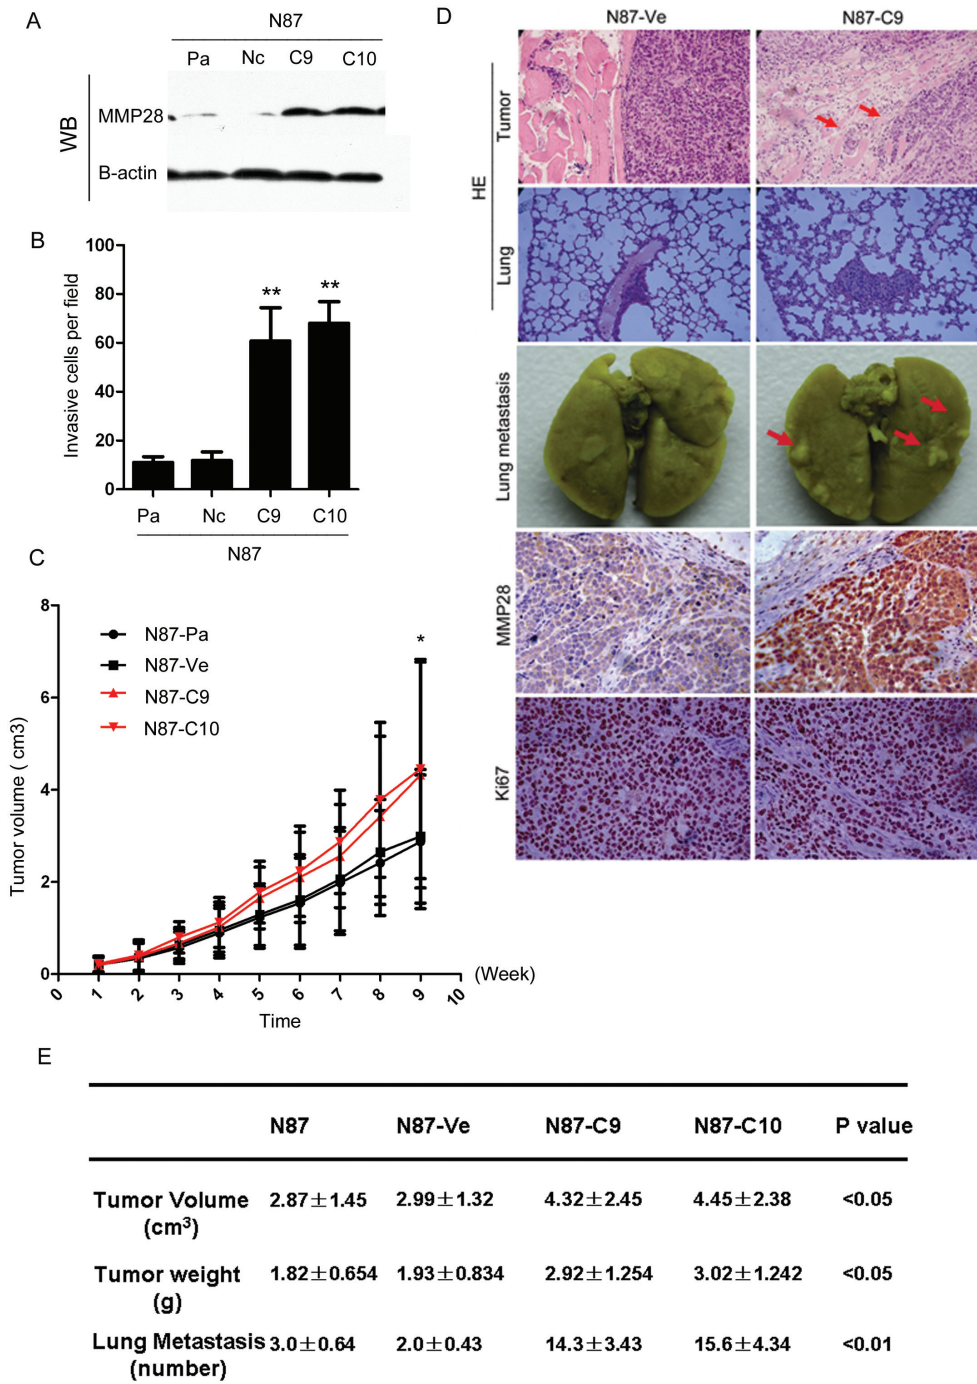 A
N87
Pa Nc C9 C10
WB
MMP28
B-actin
B
Invasive cells per field
100
80
60
40
20
0
** **
Pa Nc C9 C10
N87
C
Tumor volume ( cm3)
8
6
4
2
0
N87-Pa
N87-Ve
N87-C9
N87-C10
*
0 1 2 3 4 5 6 7 8 9 10
(Week)
Time
D
N87-Ve N87-C9
HE
Tumor
Lung
Lung metastasis
MMP28
Ki67
E
N87 N87-Ve N87-C9 N87-C10 P value
Tumor Volume (cm³) 2.87±1.45 2.99±1.32 4.32±2.45 4.45±2.38 <0.05
Tumor weight (g) 1.82±0.654 1.93±0.834 2.92±1.254 3.02±1.242 <0.05
Lung Metastasis (number) 3.0±0.64 2.0±0.43 14.3±3.43 15.6±4.34 <0.01